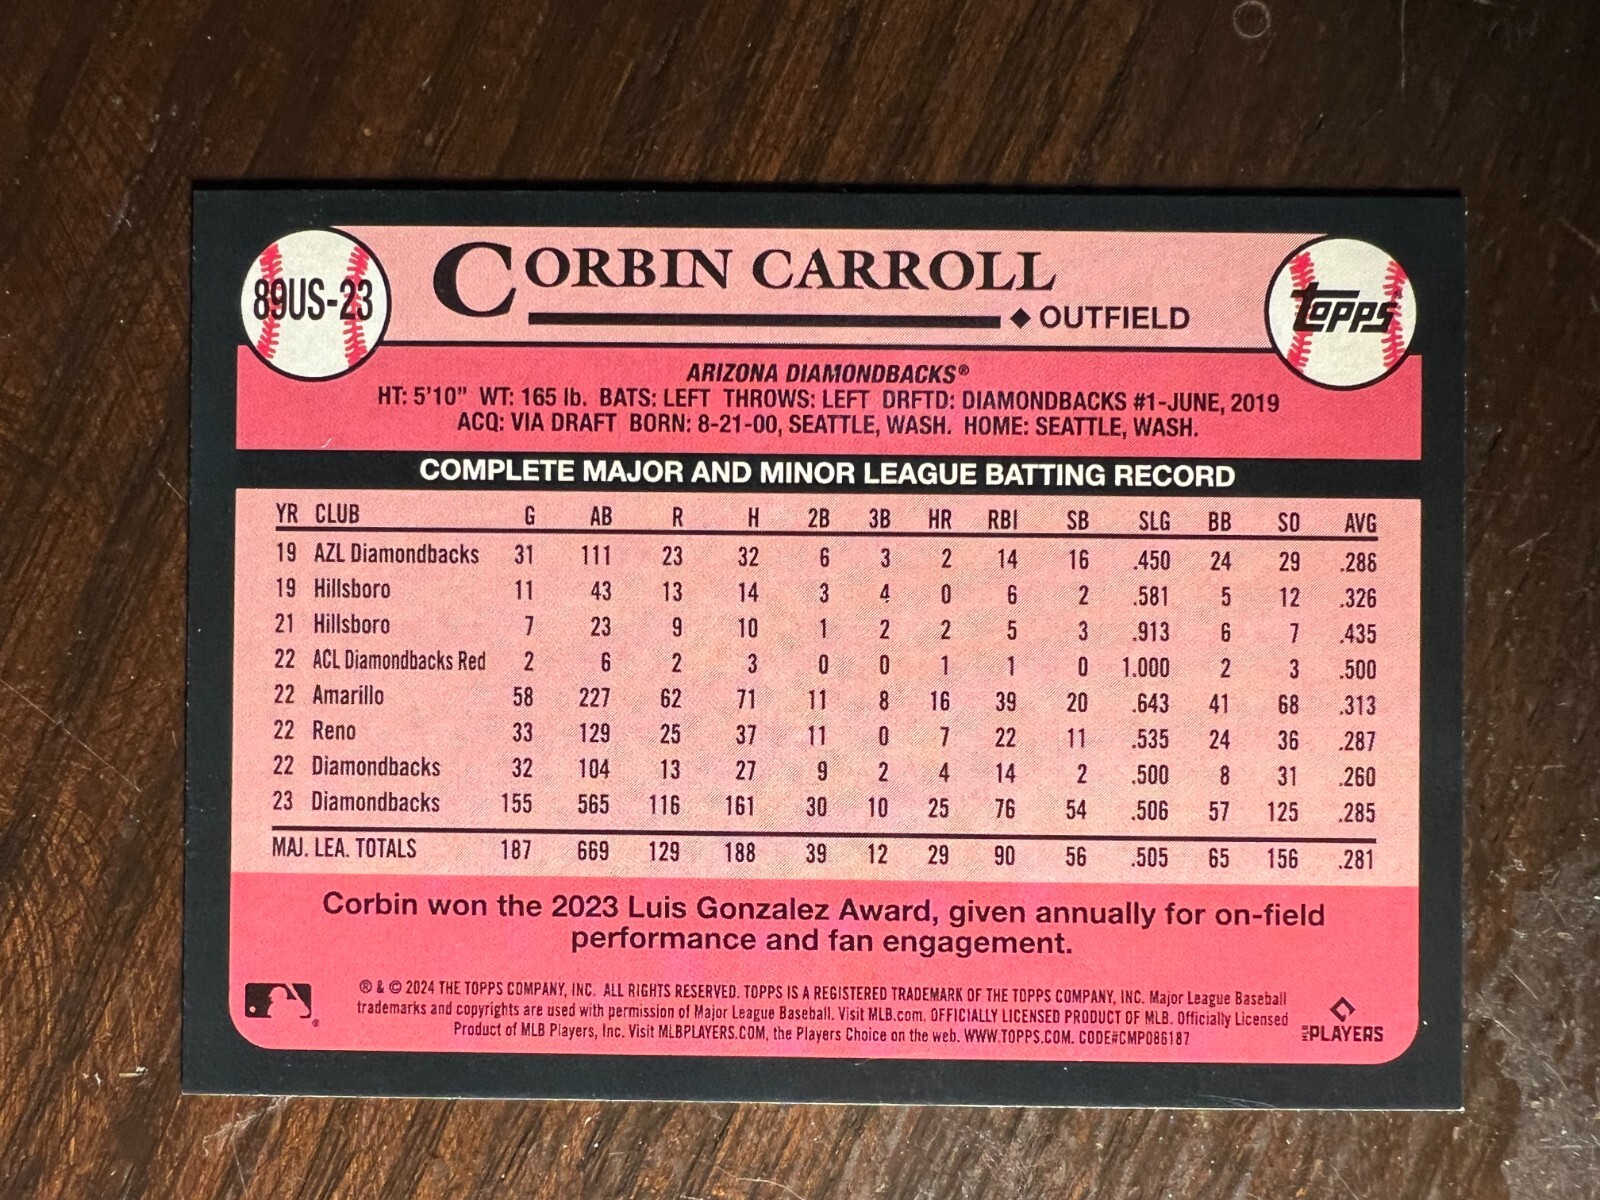 89US-23
CORBIN CARROLL
◆ OUTFIELD
topps
ARIZONA DIAMONDBACKS®
HT: 5'10" WT: 165 lb. BATS: LEFT THROWS: LEFT DRFTD: DIAMONDBACKS #1-JUNE, 2019
ACQ: VIA DRAFT BORN: 8-21-00, SEATTLE, WASH. HOME: SEATTLE, WASH.
COMPLETE MAJOR AND MINOR LEAGUE BATTING RECORD
YR CLUB G AB R H 2B 3B HR RBI SB SLG BB SO AVG
19 AZL Diamondbacks 31 111 23 32 6 3 2 14 16 .450 24 29 .286
19 Hillsboro 11 43 13 14 3 4 0 6 2 .581 5 12 .326
21 Hillsboro 7 23 9 10 1 2 2 5 3 .913 6 7 .435
22 ACL Diamondbacks Red 2 6 2 3 0 0 1 1 0 1.000 2 3 .500
22 Amarillo 58 227 62 71 11 8 16 39 20 .643 41 68 .313
22 Reno 33 129 25 37 11 0 7 22 11 .535 24 36 .287
22 Diamondbacks 32 104 13 27 9 2 4 14 2 .500 8 31 .260
23 Diamondbacks 155 565 116 161 30 10 25 76 54 .506 57 125 .285
MAJ. LEA. TOTALS 187 669 129 188 39 12 29 90 56 .505 65 156 .281
Corbin won the 2023 Luis Gonzalez Award, given annually for on-field
performance and fan engagement.
® & © 2024 THE TOPPS COMPANY, INC. ALL RIGHTS RESERVED. TOPPS IS A REGISTERED TRADEMARK OF THE TOPPS COMPANY, INC. Major League Baseball
trademarks and copyrights are used with permission of Major League Baseball. Visit MLB.com. OFFICIALLY LICENSED PRODUCT OF MLB. Officially Licensed
Product of MLB Players, Inc. Visit MLBPLAYERS.COM, the Players Choice on the web. WWW.TOPPS.COM. CODE#CMP086187
MLB PLAYERS